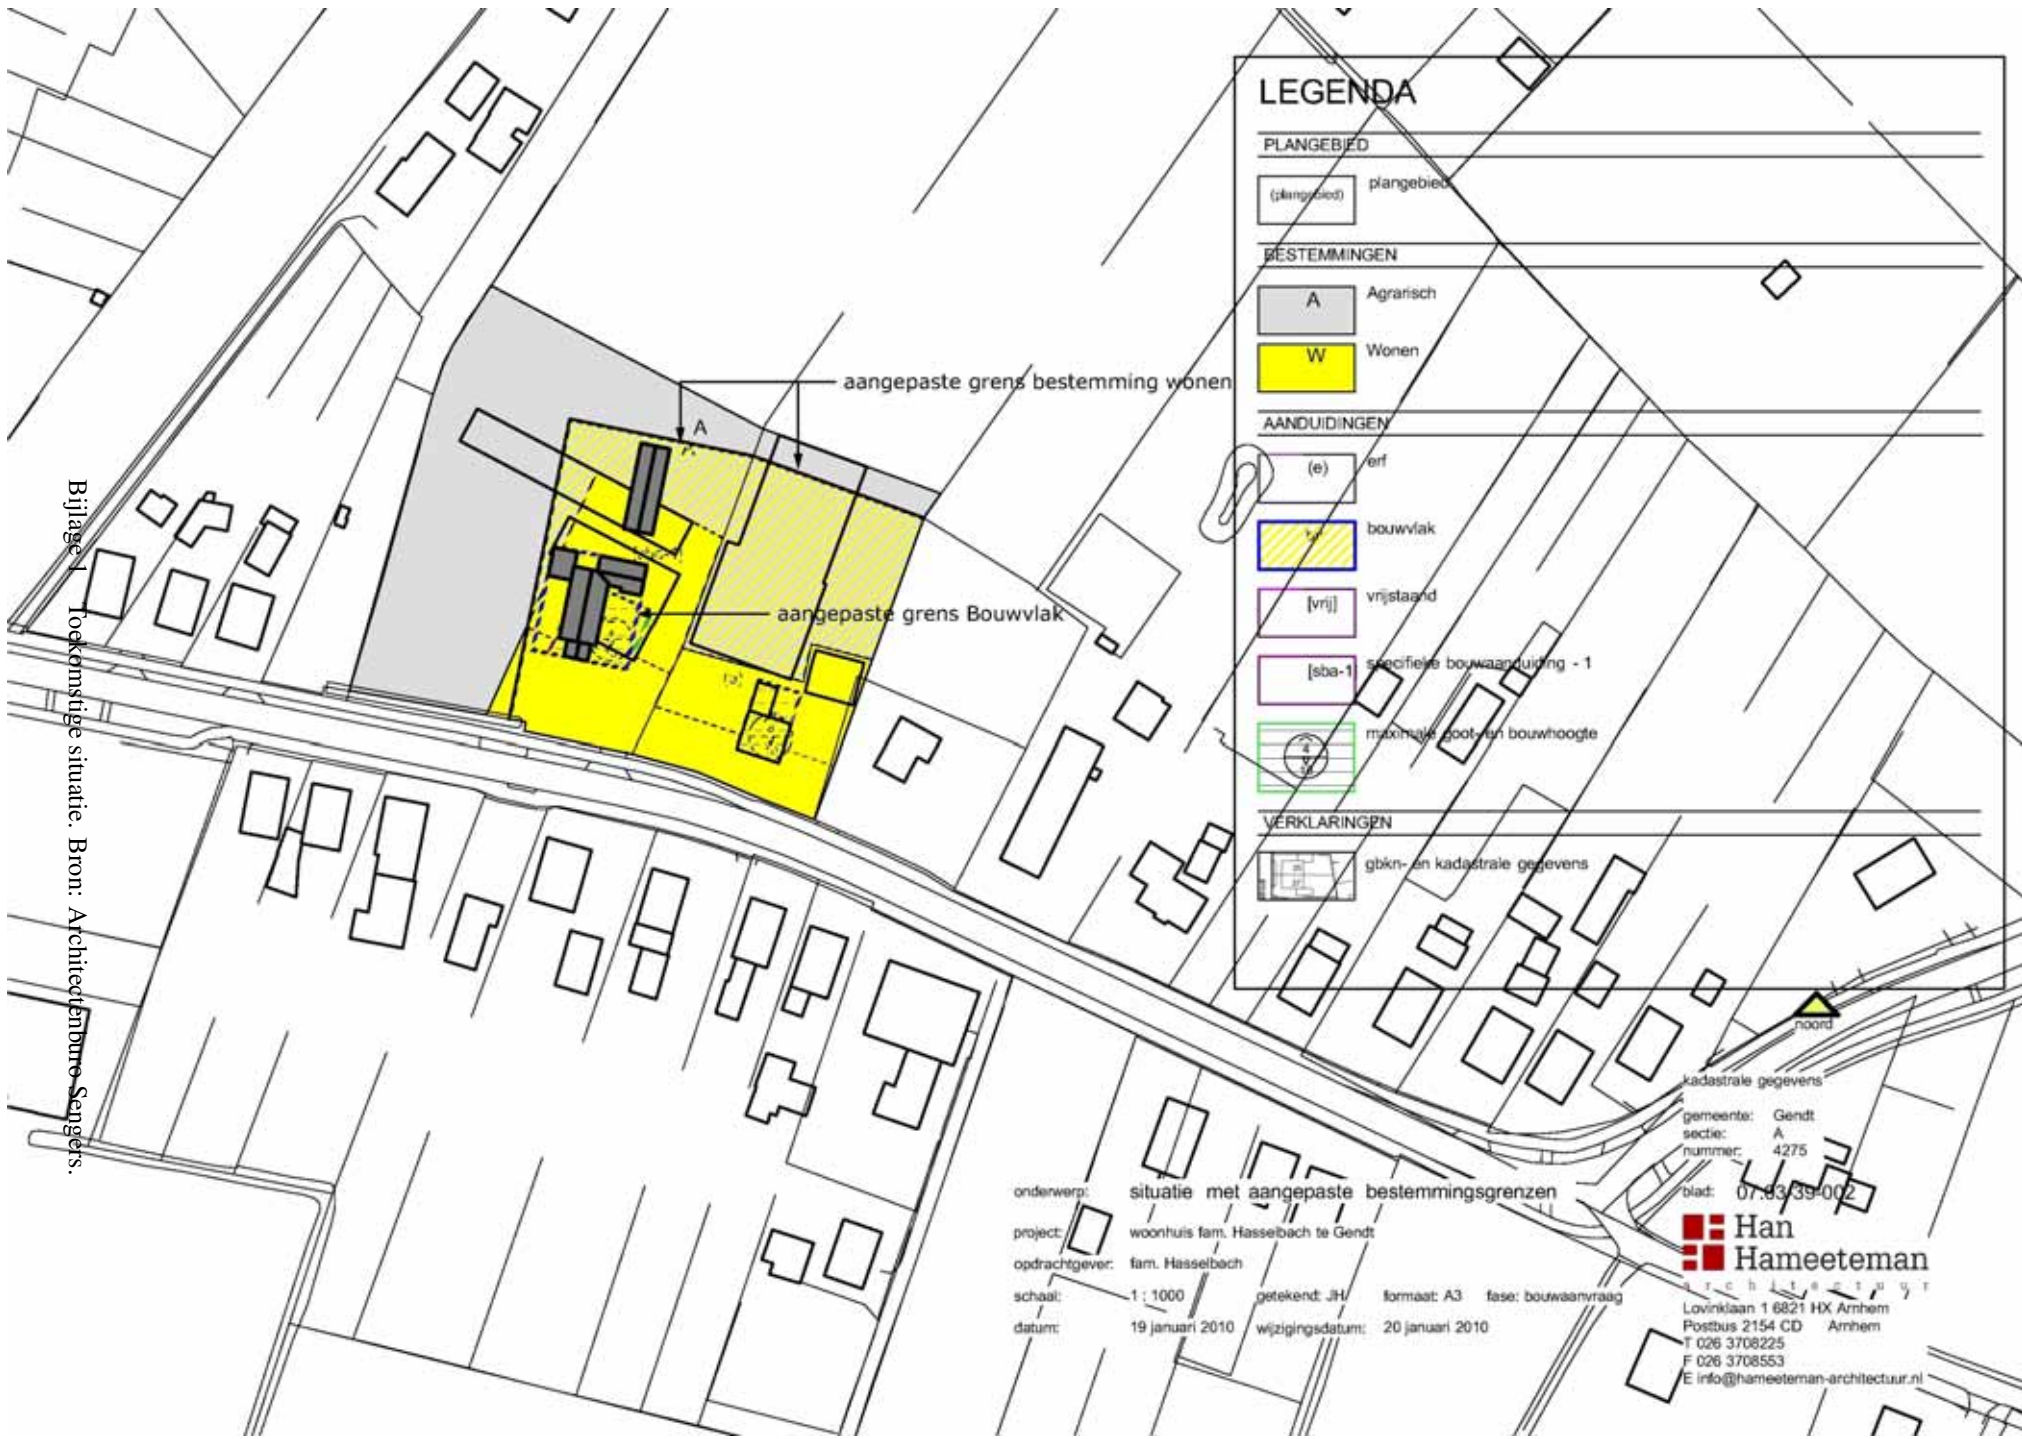 Bijlage 1 Toekomstige situatie. Bron: Architectenburo Sengers.
aangepaste grens bestemming wonen
A
aangepaste grens Bouwvlak
LEGENDA
PLANGEBIED
(plangebied) plangebied
BESTEMMINGEN
A Agrarisch
W Wonen
AANDUIDINGEN
(e) erf
bouwvlak
[vrij] vrijstaand
[sba-1 specifieke bouwaanduiding - 1
maximale goot- en bouwhoogte
VERKLARINGEN
gbkn- en kadastrale gegevens
noord
kadastrale gegevens
gemeente: Gendt
sectie: A
nummer: 4275
blad: 07.03/39-002
onderwerp: situatie met aangepaste bestemmingsgrenzen
project: woonhuis fam. Hasselbach te Gendt
opdrachtgever: fam. Hasselbach
schaal: 1 : 1000 getekend: JH formaat: A3 fase: bouwaanvraag
datum: 19 januari 2010 wijzigingsdatum: 20 januari 2010
Han
Hameeteman
architectuur
Lovinklaan 1 6821 HX Arnhem
Postbus 2154 CD Arnhem
T 026 3708225
F 026 3708553
E info@hameeteman-architectuur.nl